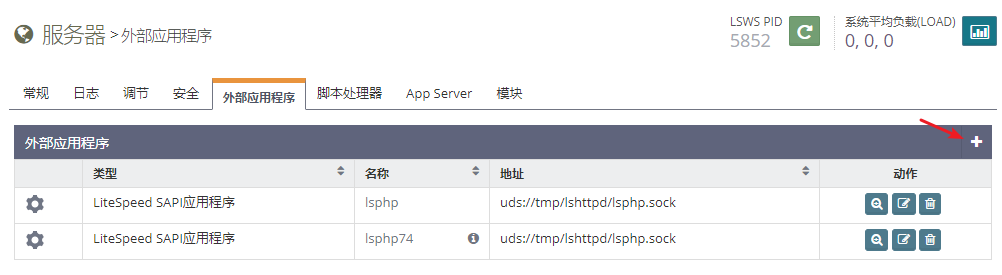 服务器 > 外部应用程序
LSWS PID
5852
系统平均负载(LOAD)
0, 0, 0
常规 日志 调节 安全 外部应用程序 脚本处理器 App Server 模块
外部应用程序
类型 名称 地址 动作
LiteSpeed SAPI应用程序 lsphp uds://tmp/lshttpd/lsphp.sock
LiteSpeed SAPI应用程序 lsphp74 uds://tmp/lshttpd/lsphp.sock